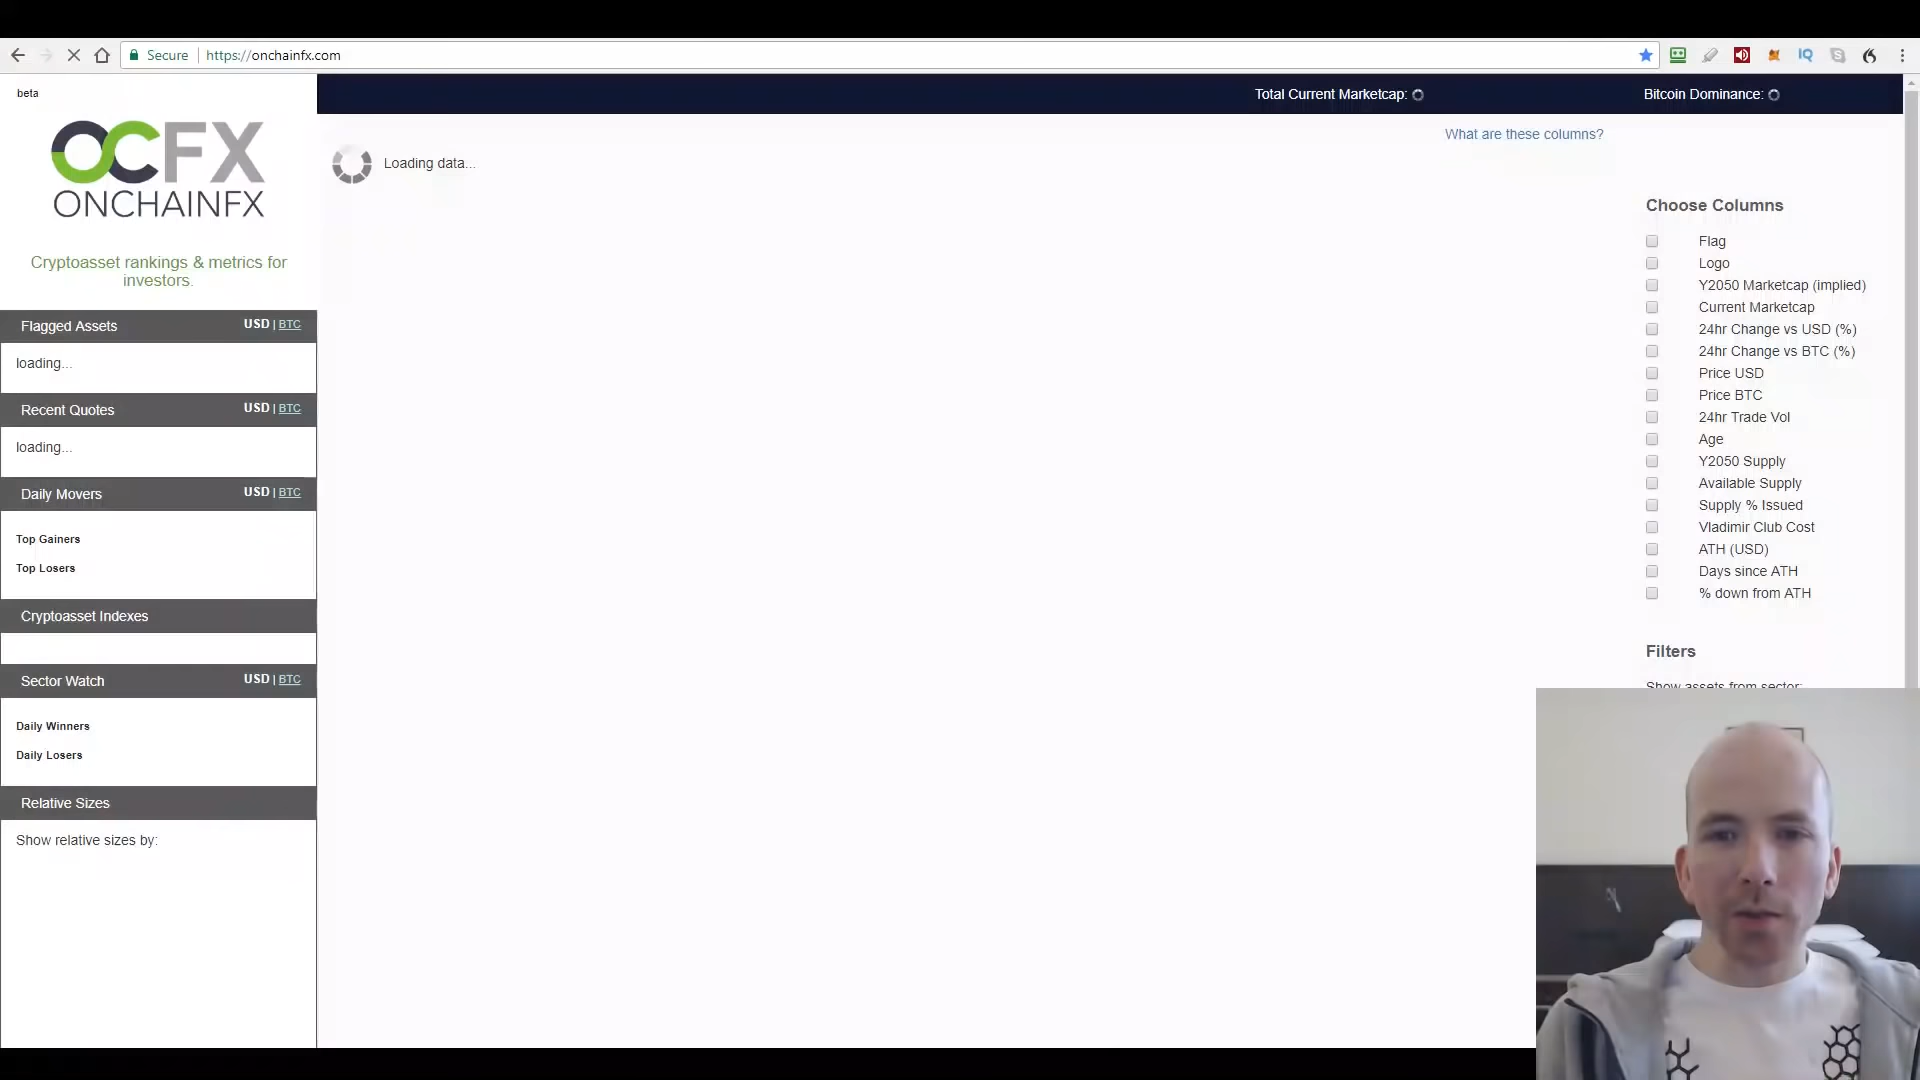 Secure
https://onchainfx.com
beta
Total Current Marketcap:
Bitcoin Dominance:
What are these columns?
OCFX
ONCHAINFX
Cryptoasset rankings & metrics for
investors.
Loading data...
Flagged Assets USD | BTC
loading...
Recent Quotes USD | BTC
loading...
Daily Movers USD | BTC
Top Gainers
Top Losers
Cryptoasset Indexes
Sector Watch USD | BTC
Daily Winners
Daily Losers
Relative Sizes
Show relative sizes by:
Choose Columns
Flag
Logo
Y2050 Marketcap (implied)
Current Marketcap
24hr Change vs USD (%)
24hr Change vs BTC (%)
Price USD
Price BTC
24hr Trade Vol
Age
Y2050 Supply
Available Supply
Supply % Issued
Vladimir Club Cost
ATH (USD)
Days since ATH
% down from ATH
Filters
Show assets from sector: